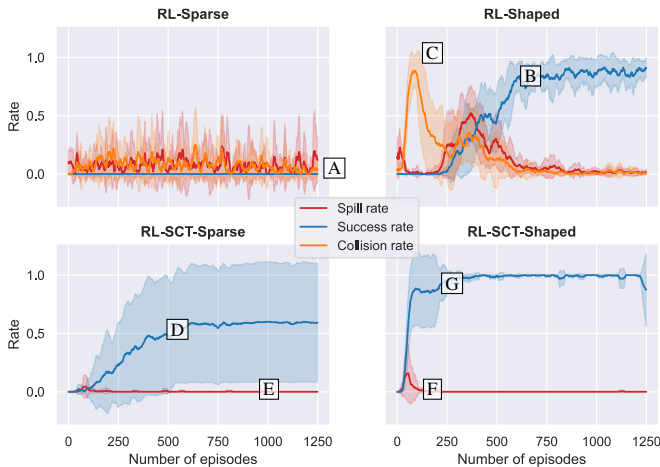 RL-Sparse
RL-Shaped
1.0
0.5
0.0
Rate
A
B
C
Spill rate
Success rate
Collision rate
RL-SCT-Sparse
RL-SCT-Shaped
1.0
0.5
0.0
Rate
D
E
F
G
0 250 500 750 1000 1250
0 250 500 750 1000 1250
Number of episodes
Number of episodes